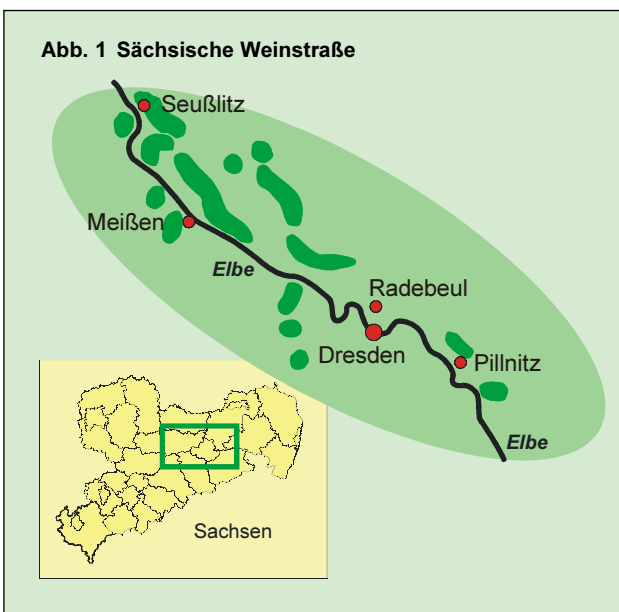 Abb. 1 Sächsische Weinstraße
Seußlitz
Meißen
Elbe
Radebeul
Dresden
Pillnitz
Elbe
Sachsen